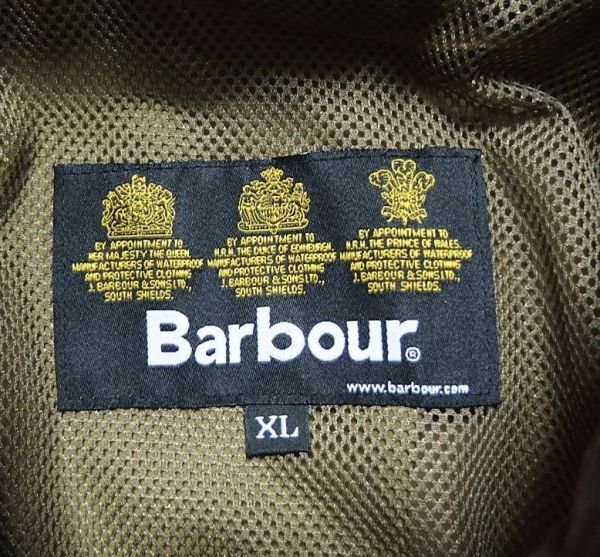 BY APPOINTMENT TO
HER MAJESTY THE QUEEN.
MANUFACTURERS OF WATERPROOF
AND PROTECTIVE CLOTHING
J. BARBOUR & SONS LTD.,
SOUTH SHIELDS.
BY APPOINTMENT TO
H.R.H. THE DUKE OF EDINBURGH.
MANUFACTURERS OF WATERPROOF
AND PROTECTIVE CLOTHING
J. BARBOUR & SONS LTD.,
SOUTH SHIELDS.
BY APPOINTMENT TO
H.R.H. THE PRINCE OF WALES.
MANUFACTURERS OF WATERPROOF
AND PROTECTIVE CLOTHING
J. BARBOUR & SONS LTD.,
SOUTH SHIELDS.
Barbour®
www.barbour.com
XL